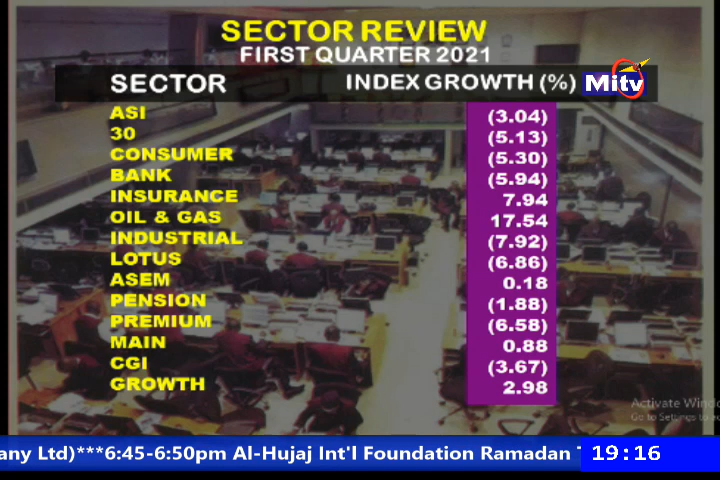 SECTOR REVIEW
FIRST QUARTER 2021
SECTOR INDEX GROWTH (%)
Mitv
ASI (3.04)
30 (5.13)
CONSUMER (5.30)
BANK (5.94)
INSURANCE 7.94
OIL & GAS 17.54
INDUSTRIAL (7.92)
LOTUS (6.86)
ASEM 0.18
PENSION (1.88)
PREMIUM (6.58)
MAIN 0.88
CGI (3.67)
GROWTH 2.98
Activate Windo
Go to Settings to a
any Ltd)***6:45-6:50pm Al-Hujaj Int'l Foundation Ramadan T
19:16